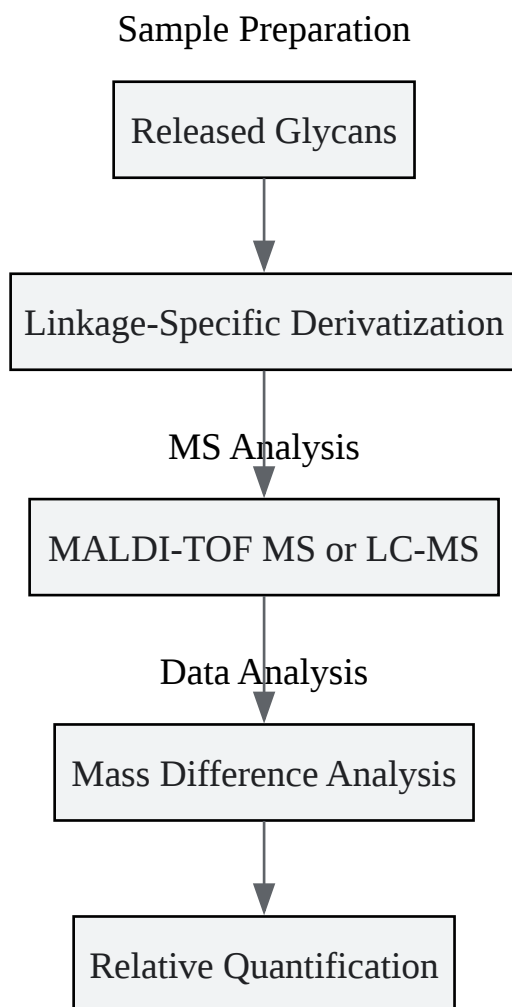 Sample Preparation
Released Glycans
Linkage-Specific Derivatization
MS Analysis
MALDI-TOF MS or LC-MS
Data Analysis
Mass Difference Analysis
Relative Quantification